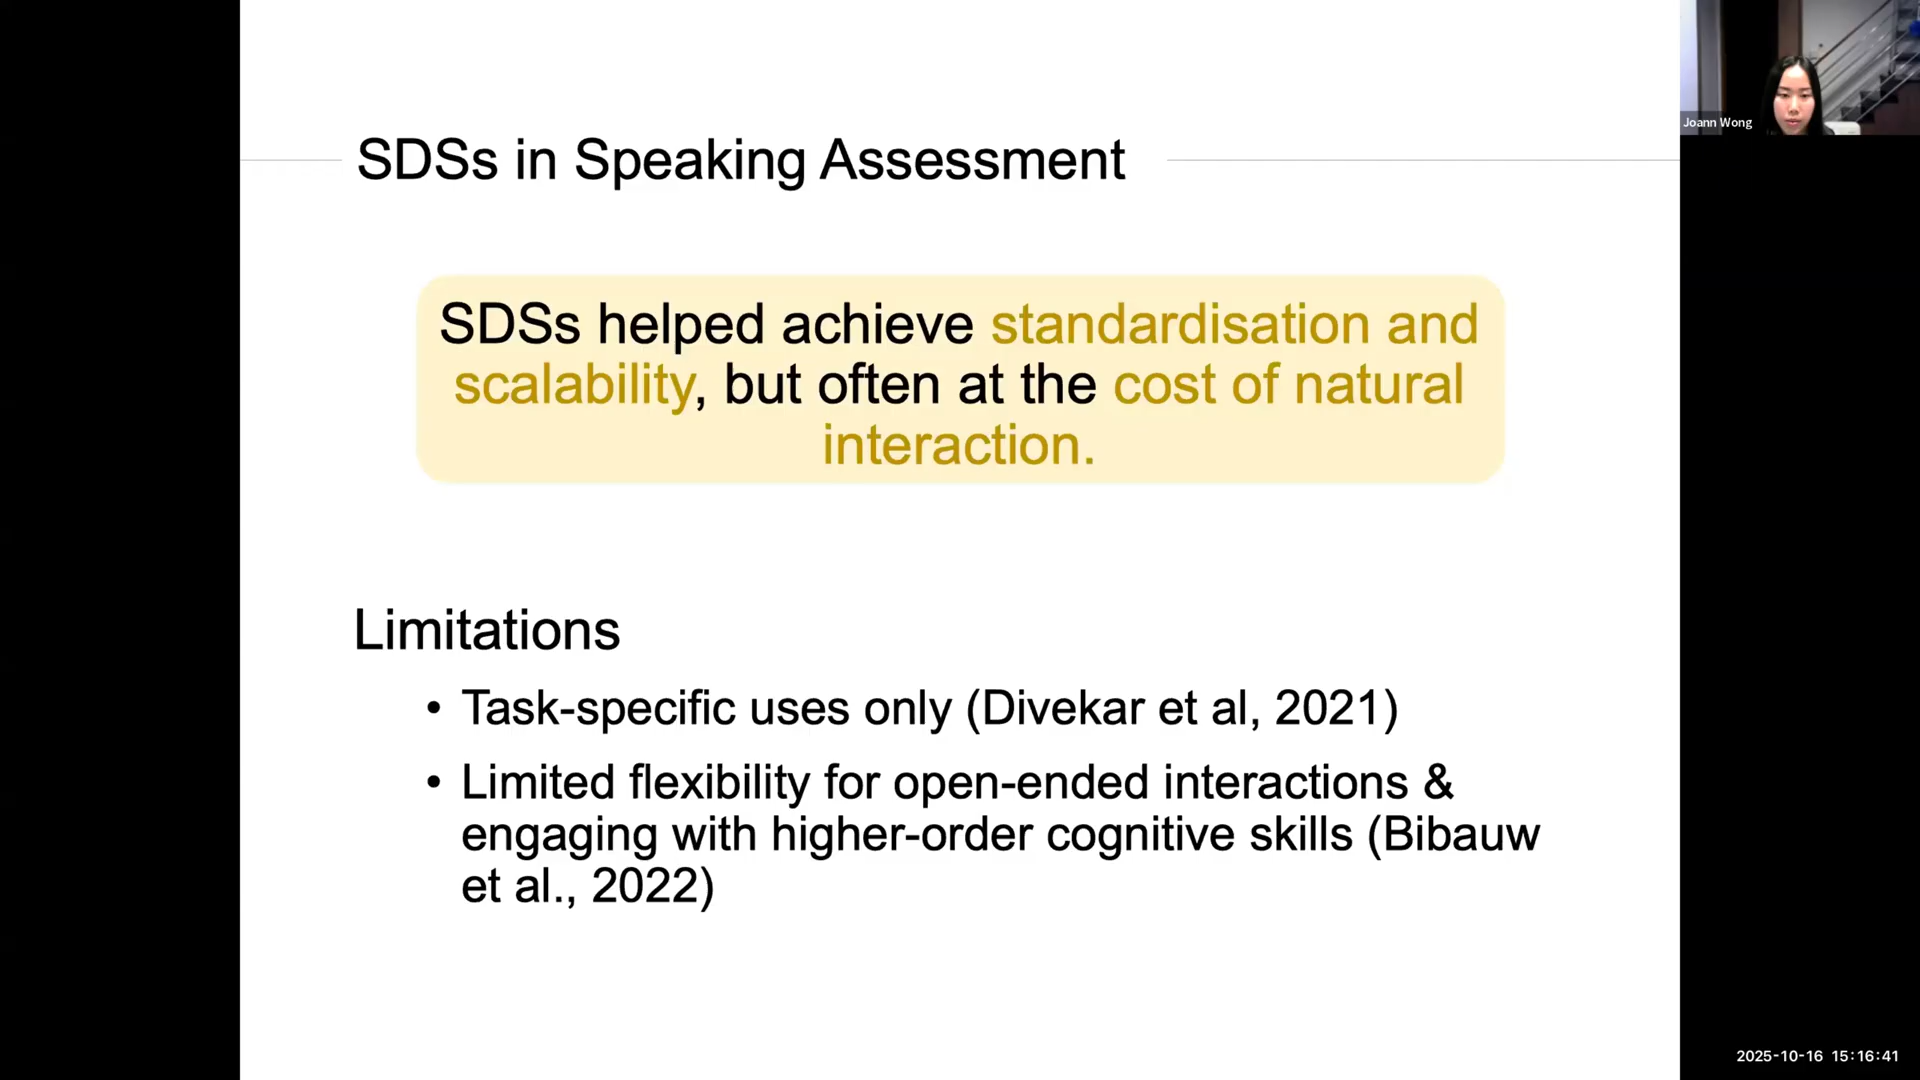 SDSs in Speaking Assessment
Joann Wong
SDSs helped achieve standardisation and
scalability, but often at the cost of natural
interaction.
Limitations
• Task-specific uses only (Divekar et al, 2021)
• Limited flexibility for open-ended interactions &
engaging with higher-order cognitive skills (Bibauw
et al., 2022)
2025-10-16 15:16:41